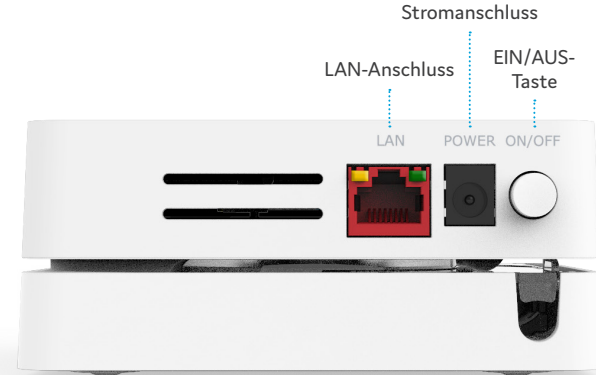 Stromanschluss
LAN-Anschluss
EIN/AUS-
Taste
LAN
POWER
ON/OFF